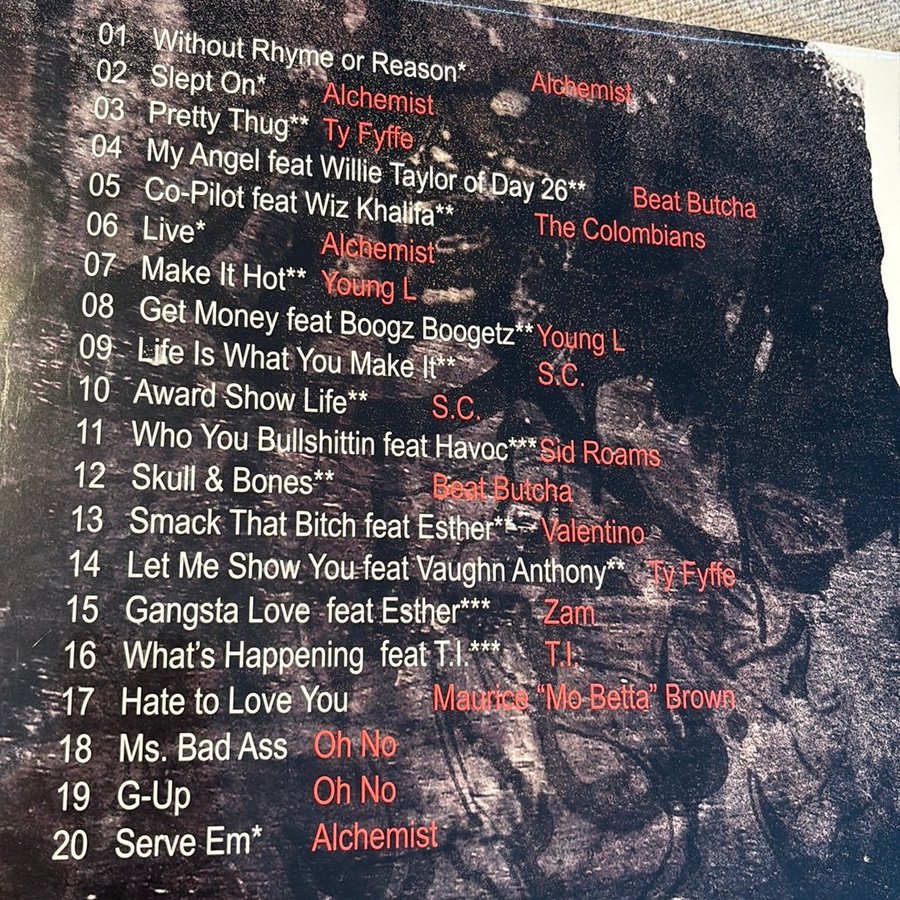 01 Without Rhyme or Reason* Alchemist
02 Slept On* Alchemist
03 Pretty Thug** Ty Fyffe
04 My Angel feat Willie Taylor of Day 26** Beat Butcha
05 Co-Pilot feat Wiz Khalifa** The Colombians
06 Live* Alchemist
07 Make It Hot** Young L
08 Get Money feat Boogz Boogetz** Young L
09 Life Is What You Make It** S.C.
10 Award Show Life** S.C.
11 Who You Bullshittin feat Havoc*** Sid Roams
12 Skull & Bones** Beat Butcha
13 Smack That Bitch feat Esther** Valentino
14 Let Me Show You feat Vaughn Anthony** Ty Fyffe
15 Gangsta Love feat Esther*** Zam
16 What's Happening feat T.I.*** T.I.
17 Hate to Love You Maurice "Mo Betta" Brown
18 Ms. Bad Ass Oh No
19 G-Up Oh No
20 Serve Em* Alchemist